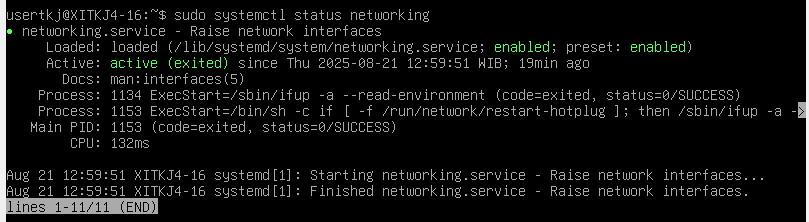 usertkj@XITKJ4-16:~$ sudo systemctl status networking
● networking.service - Raise network interfaces
     Loaded: loaded (/lib/systemd/system/networking.service; enabled; preset: enabled)
     Active: active (exited) since Thu 2025-08-21 12:59:51 WIB; 19min ago
       Docs: man:interfaces(5)
    Process: 1134 ExecStart=/sbin/ifup -a --read-environment (code=exited, status=0/SUCCESS)
    Process: 1153 ExecStart=/bin/sh -c if [ -f /run/network/restart-hotplug ]; then /sbin/ifup -a ->
   Main PID: 1153 (code=exited, status=0/SUCCESS)
        CPU: 132ms
Aug 21 12:59:51 XITKJ4-16 systemd[1]: Starting networking.service - Raise network interfaces...
Aug 21 12:59:51 XITKJ4-16 systemd[1]: Finished networking.service - Raise network interfaces.
lines 1-11/11 (END)